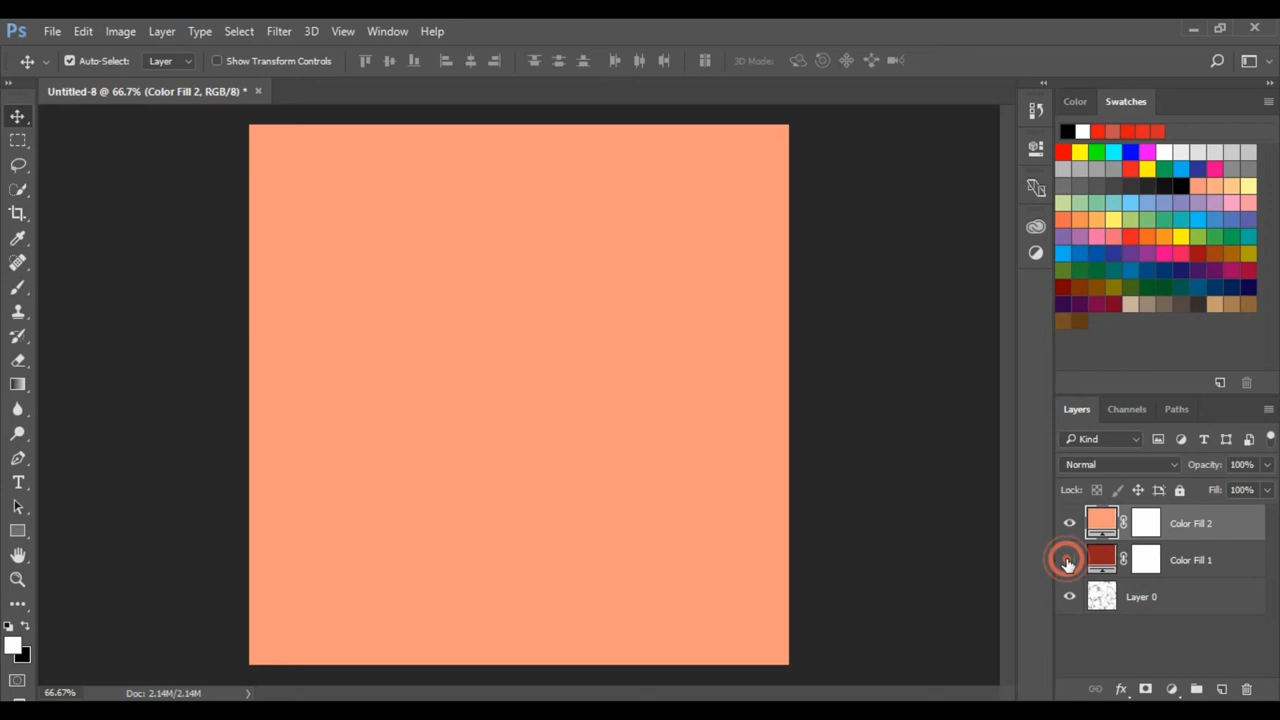 Ps File Edit Image Layer Type Select Filter 3D View Window Help
Auto-Select: Layer Show Transform Controls 3D Mode:
Untitled-8 @ 66.7% (Color Fill 2, RGB/8) *
Color Swatches
Layers Channels Paths
Kind
Normal Opacity: 100%
Lock: Fill: 100%
Color Fill 2
Color Fill 1
Layer 0
66.67% Doc: 2.14M/2.14M
fx